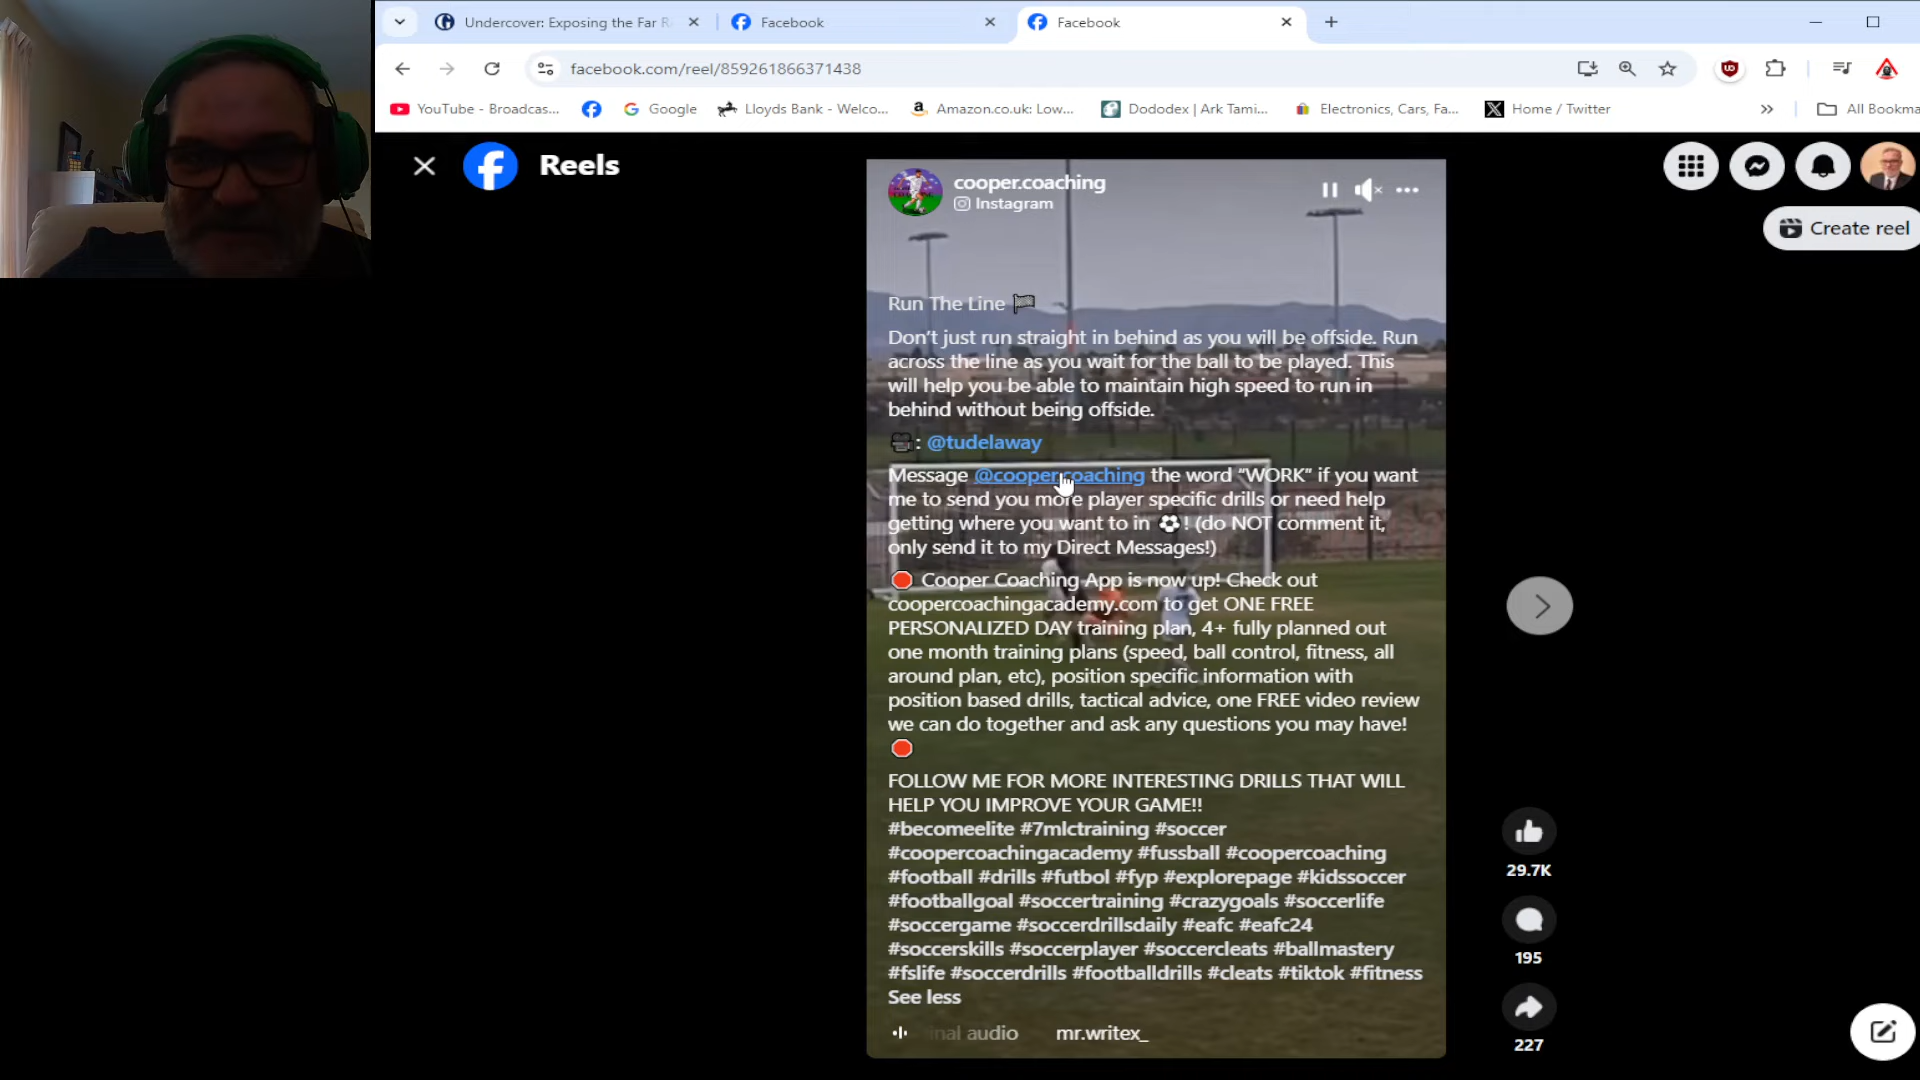 Undercover: Exposing the Far R
Facebook
Facebook
facebook.com/reel/859261866371438
YouTube - Broadcas...
Google
Lloyds Bank - Welco...
Amazon.co.uk: Low...
Dododex | Ark Tami...
Electronics, Cars, Fa...
Home / Twitter
All Bookma
Reels
Create reel
cooper.coaching
Instagram
Run The Line 🏁
Don’t just run straight in behind as you will be offside. Run
across the line as you wait for the ball to be played. This
will help you be able to maintain high speed to run in
behind without being offside.
🎥: @tudelaway
Message @cooper.coaching the word “WORK” if you want
me to send you more player specific drills or need help
getting where you want to in ⚽! (do NOT comment it,
only send it to my Direct Messages!)
🛑 Cooper Coaching App is now up! Check out
coopercoachingacademy.com to get ONE FREE
PERSONALIZED DAY training plan, 4+ fully planned out
one month training plans (speed, ball control, fitness, all
around plan, etc), position specific information with
position based drills, tactical advice, one FREE video review
we can do together and ask any questions you may have!
🛑
FOLLOW ME FOR MORE INTERESTING DRILLS THAT WILL
HELP YOU IMPROVE YOUR GAME!!
#becomeelite #7mlctraining #soccer
#coopercoachingacademy #fussball #coopercoaching
#football #drills #futbol #fyp #explorepage #kidssoccer
#footballgoal #soccertraining #crazygoals #soccerlife
#soccergame #soccerdrillsdaily #eafc #eafc24
#soccerskills #soccerplayer #soccercleats #ballmastery
#fslife #soccerdrills #footballdrills #cleats #tiktok #fitness
See less
inal audio mr.writex_
29.7K
195
227